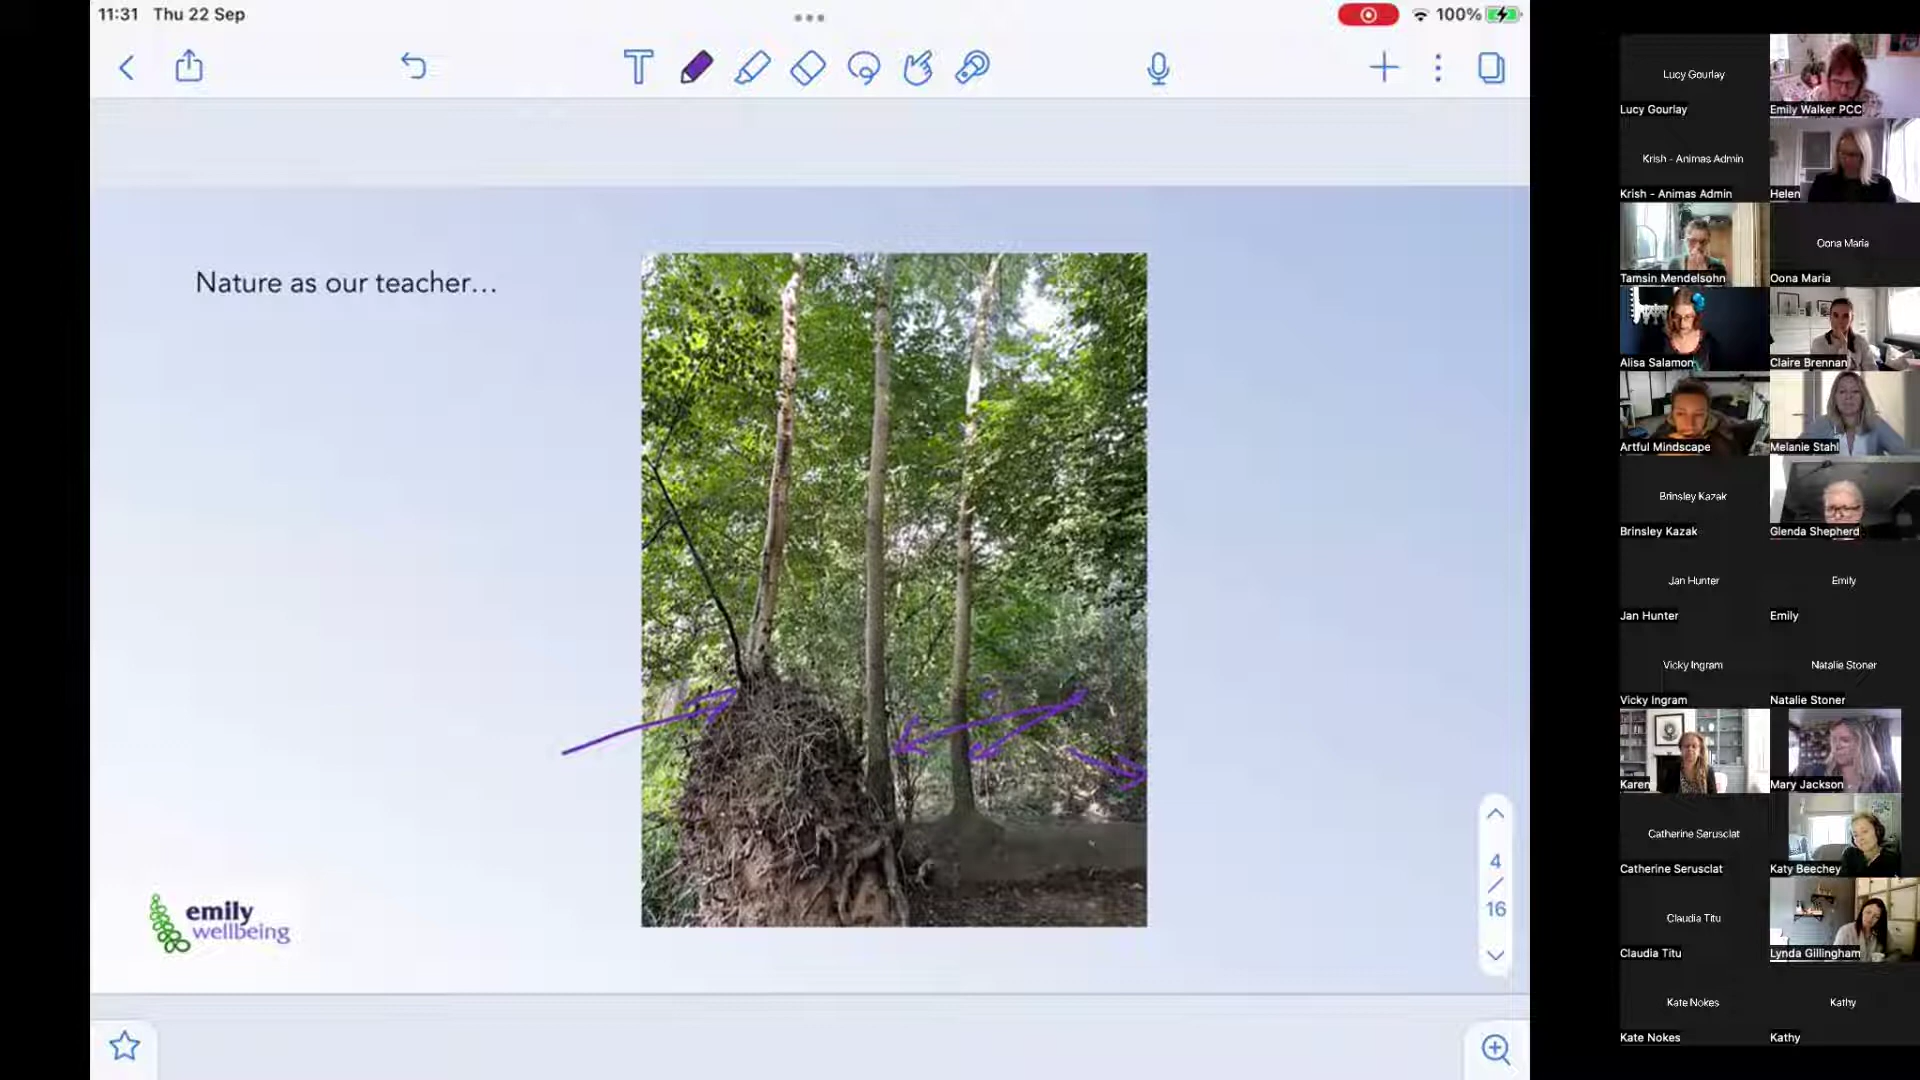 11:31 Thu 22 Sep
100%
Nature as our teacher...
emily
wellbeing
4
16
Lucy Gourlay
Lucy Gourlay
Emily Walker PCC
Krish - Animas Admin
Krish - Animas Admin
Helen
Tamsin Mendelsohn
Oona Maria
Oona Maria
Alisa Salamon
Claire Brennan
Artful Mindscape
Melanie Stahl
Brinsley Kazak
Brinsley Kazak
Glenda Shepherd
Jan Hunter
Jan Hunter
Emily
Emily
Vicky Ingram
Vicky Ingram
Natalie Stoner
Natalie Stoner
Karen
Mary Jackson
Catherine Serusclat
Catherine Serusclat
Katy Beechey
Claudia Titu
Claudia Titu
Lynda Gillingham
Kate Nokes
Kate Nokes
Kathy
Kathy